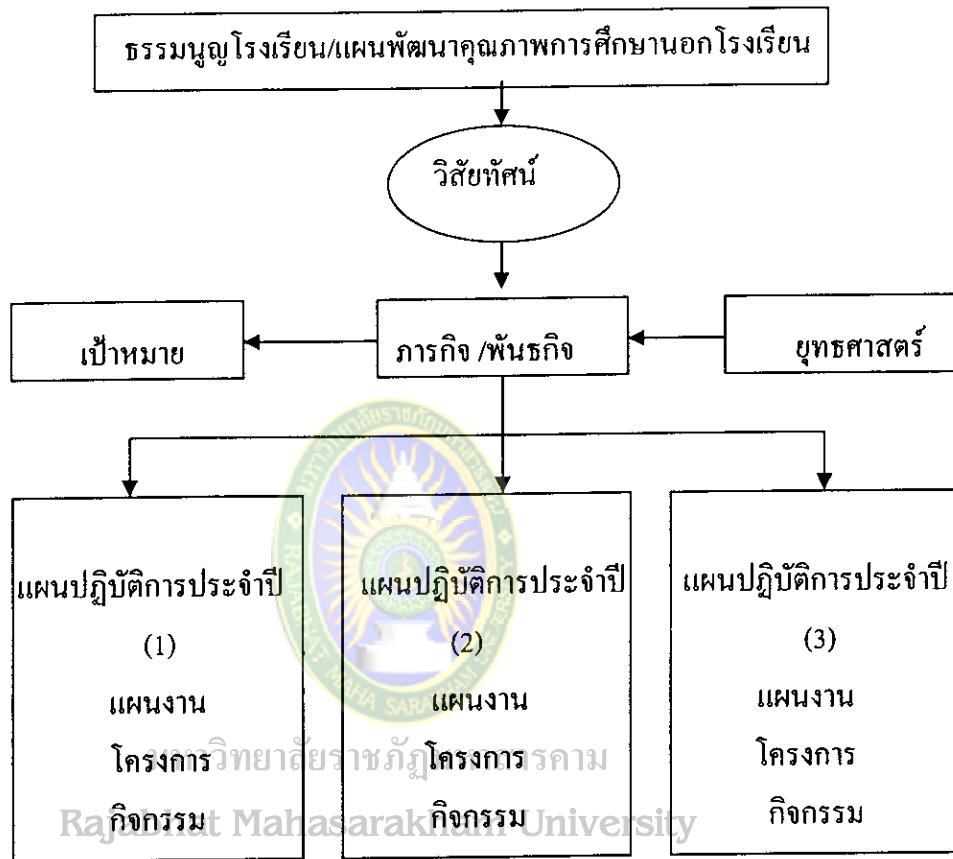 ธรรมนูญโรงเรียน/แผนพัฒนาคุณภาพการศึกษานอกโรงเรียน
วิสัยทัศน์
เป้าหมาย
ภารกิจ /พันธกิจ
ยุทธศาสตร์
แผนปฏิบัติการประจำปี
(1)
แผนงาน
โครงการ
กิจกรรม
แผนปฏิบัติการประจำปี
(2)
แผนงาน
โครงการ
กิจกรรม
แผนปฏิบัติการประจำปี
(3)
แผนงาน
โครงการ
กิจกรรม
Rajabhat Mahasarakham University